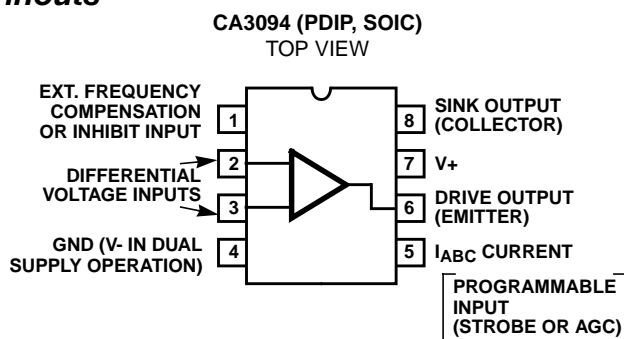 CA3094 (PDIP, SOIC)
TOP VIEW
EXT. FREQUENCY
COMPENSATION
OR INHIBIT INPUT
1
DIFFERENTIAL
VOLTAGE INPUTS
2
3
GND (V- IN DUAL
SUPPLY OPERATION)
4
8
SINK OUTPUT
(COLLECTOR)
7
V+
6
DRIVE OUTPUT
(EMITTER)
5
IABC CURRENT
PROGRAMMABLE
INPUT
(STROBE OR AGC)